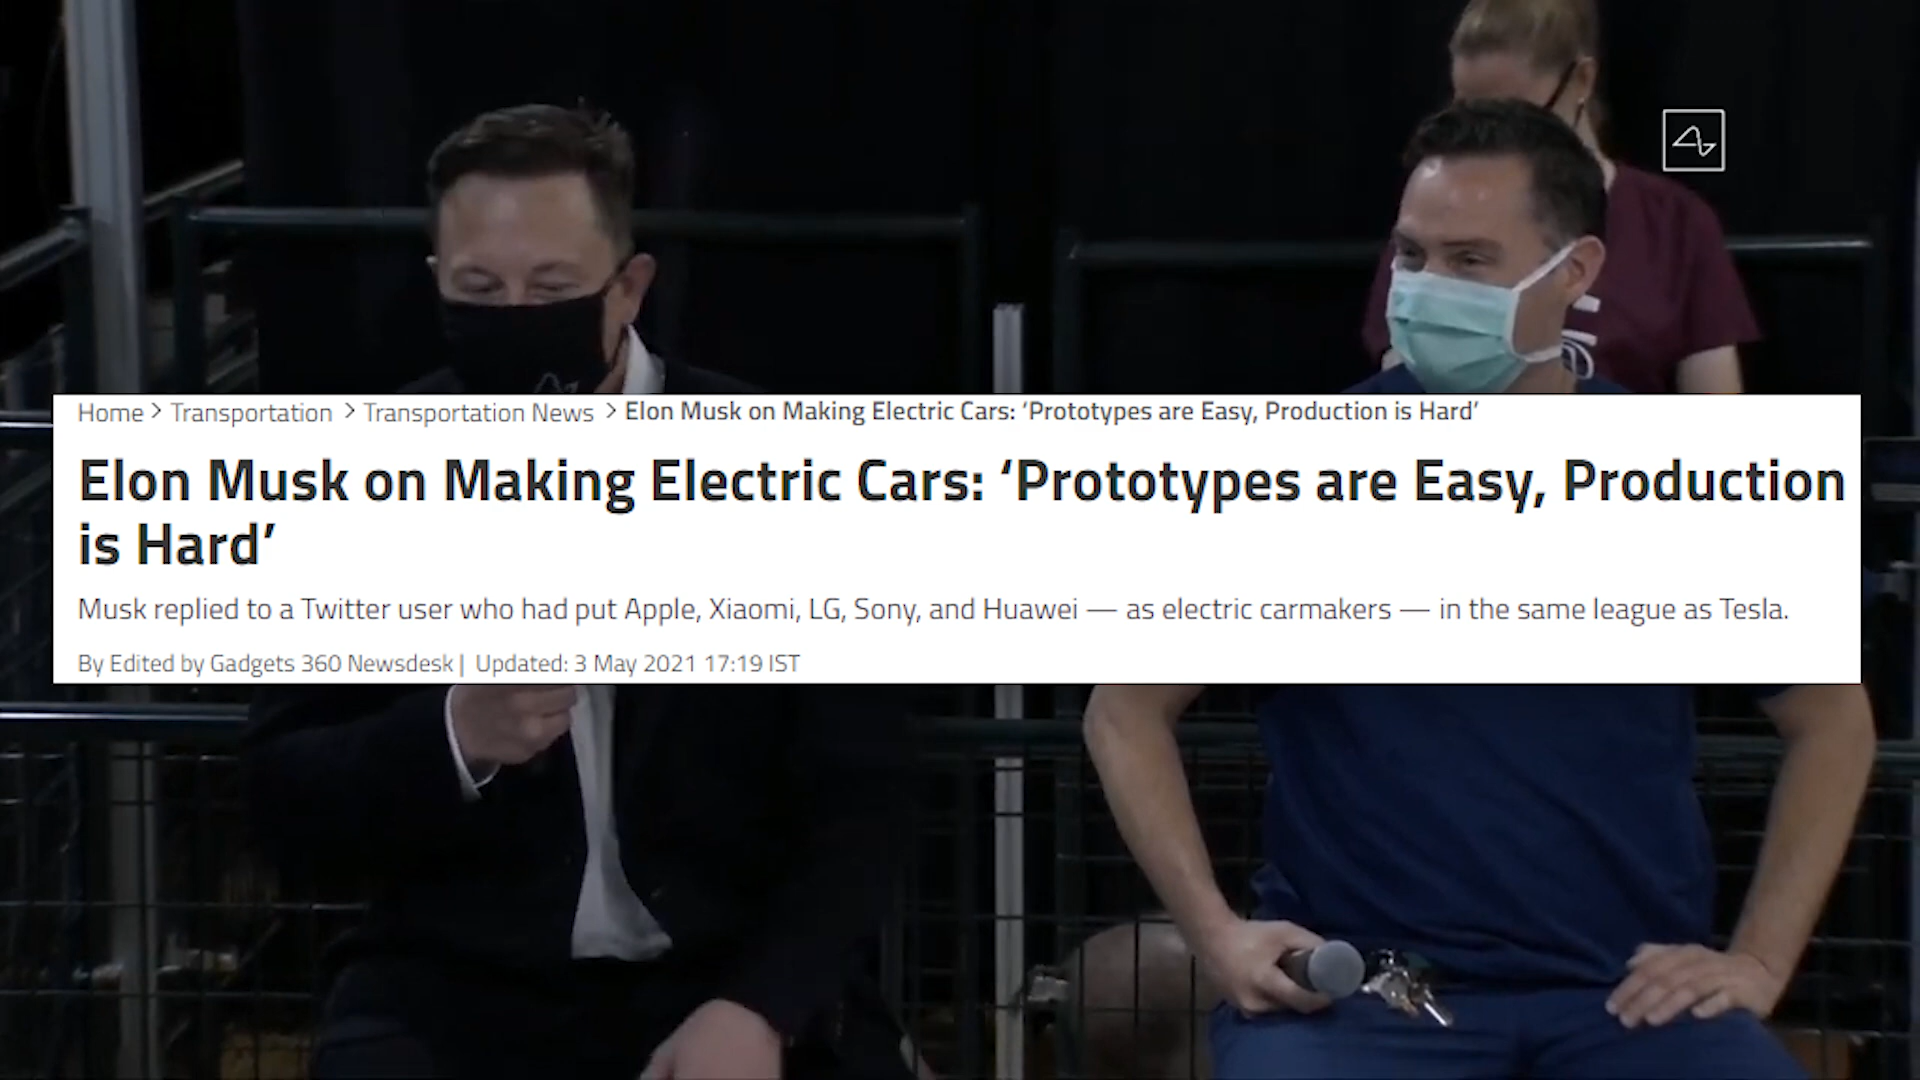 Home > Transportation > Transportation News > Elon Musk on Making Electric Cars: ‘Prototypes are Easy, Production is Hard’
Elon Musk on Making Electric Cars: ‘Prototypes are Easy, Production
is Hard’
Musk replied to a Twitter user who had put Apple, Xiaomi, LG, Sony, and Huawei — as electric carmakers — in the same league as Tesla.
By Edited by Gadgets 360 Newsdesk | Updated: 3 May 2021 17:19 IST